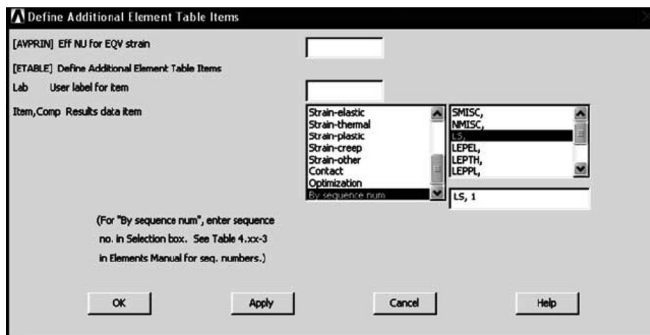 Define Additional Element Table Items
[AVPRIN] Eff NU for EQV strain
[ETABLE] Define Additional Element Table Items
Lab User label for item
Item,Comp Results data item
Strain-elastic
Strain-thermal
Strain-plastic
Strain-creep
Strain-other
Contact
Optimization
By sequence num
SMISC,
NMISC,
LS,
LEPEL,
LEPTH,
LEPPL,
LS, 1
(For "By sequence num", enter sequence
no. in Selection box. See Table 4.xx-3
in Elements Manual for seq. numbers.)
OK Apply Cancel Help